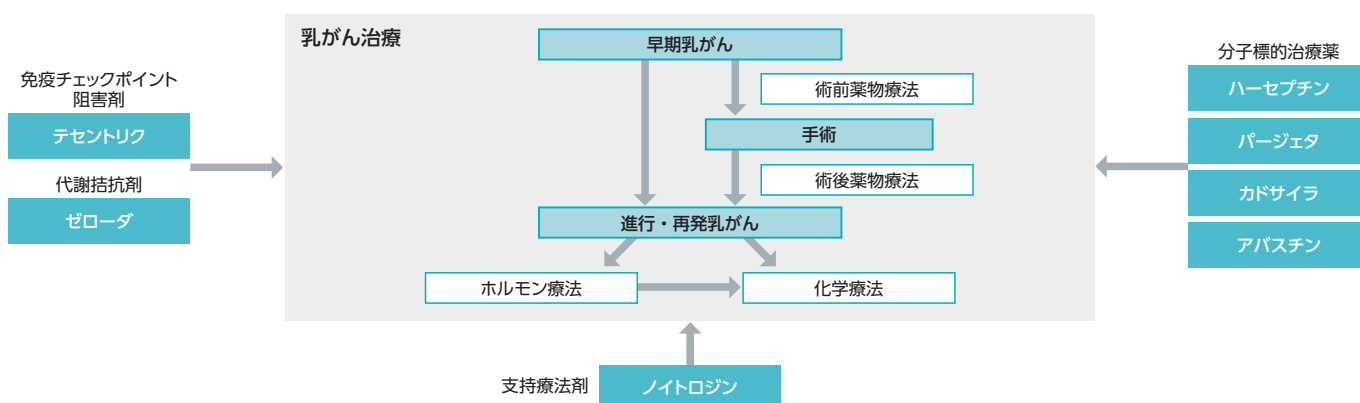 乳がん治療
早期乳がん
術前薬物療法
手術
術後薬物療法
進行・再発乳がん
ホルモン療法
化学療法
免疫チェックポイント
阻害剤
テセントリク
代謝拮抗剤
ゼローダ
分子標的治療薬
ハーセプチン
パージェタ
カドサイラ
アバスチン
支持療法剤
ノイトロジン